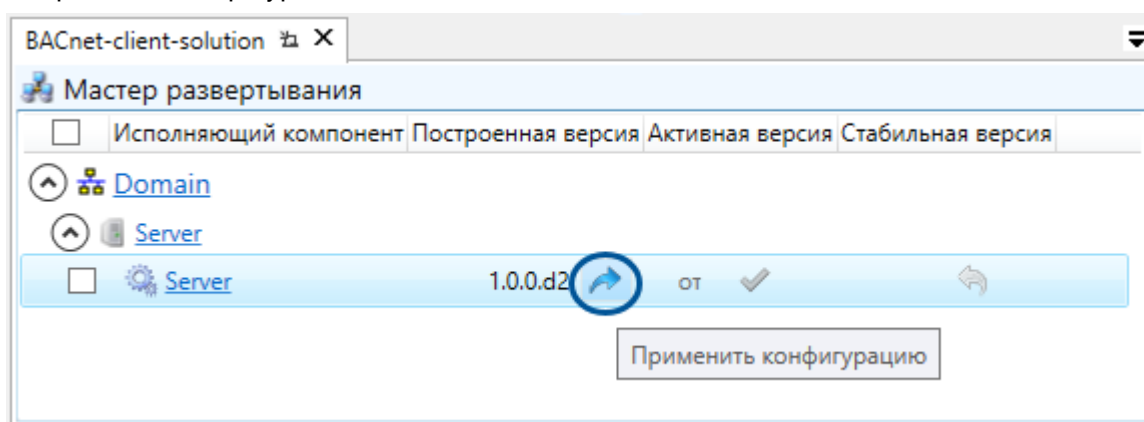 BACnet-client-solution
Мастер развертывания
Исполняющий компонент Построенная версия Активная версия Стабильная версия
Domain
Server
Server 1.0.0.d2 от
Применить конфигурацию